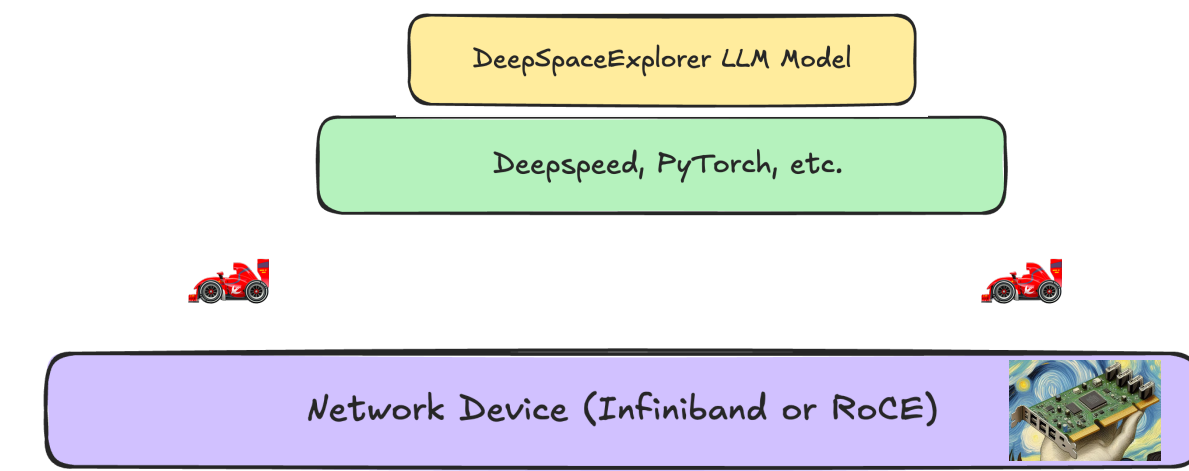 DeepSpaceExplorer LLM Model
Deepspeed, PyTorch, etc.
Network Device (Infiniband or RoCE)